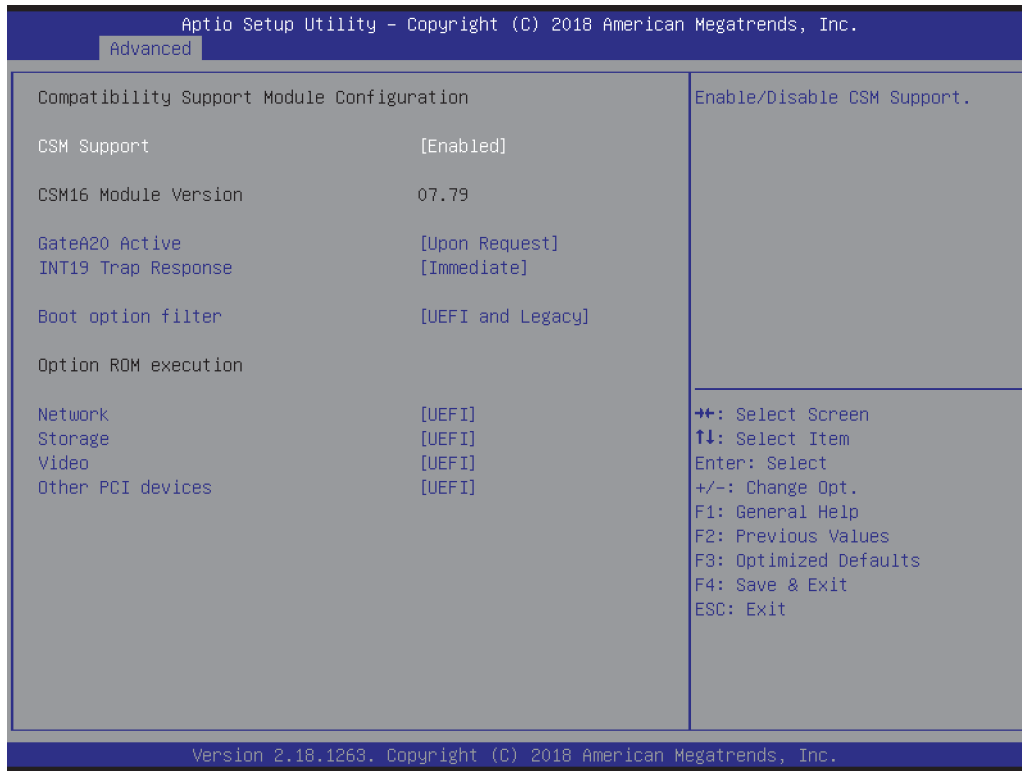 Aptio Setup Utility – Copyright (C) 2018 American Megatrends, Inc.
Advanced
Compatibility Support Module Configuration
CSM Support [Enabled]
CSM16 Module Version 07.79
GateA20 Active [Upon Request]
INT19 Trap Response [Immediate]
Boot option filter [UEFI and Legacy]
Option ROM execution
Network [UEFI]
Storage [UEFI]
Video [UEFI]
Other PCI devices [UEFI]
Enable/Disable CSM Support.
→←: Select Screen
↑↓: Select Item
Enter: Select
+/-: Change Opt.
F1: General Help
F2: Previous Values
F3: Optimized Defaults
F4: Save & Exit
ESC: Exit
Version 2.18.1263. Copyright (C) 2018 American Megatrends, Inc.